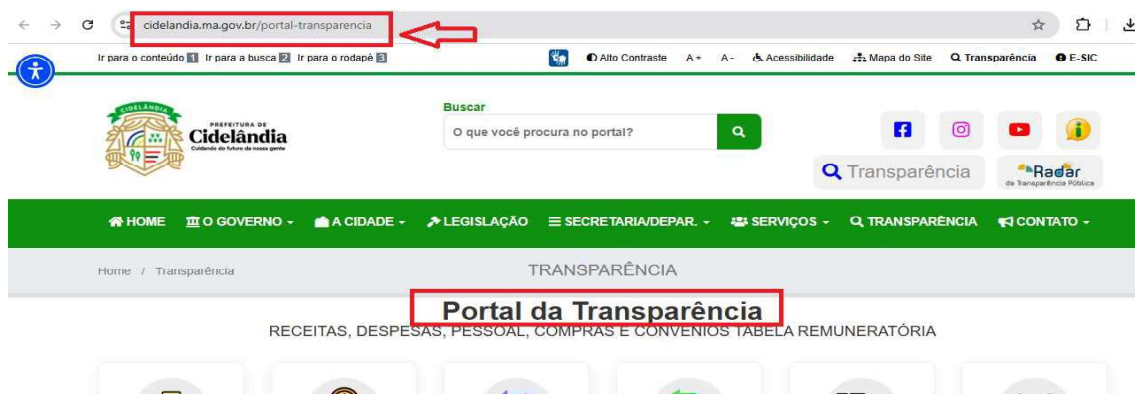 cidelandia.ma.gov.br/portal-transparencia
Ir para o conteúdo 1 Ir para a busca 2 Ir para o rodapé 3
Alto Contraste A+ A- Acessibilidade Mapa do Site Transparência E-SIC
CIDELÂNDIA
PREFEITURA DE
Cidelândia
Cuidando do futuro da nossa gente
Buscar
O que você procura no portal?
Transparência
Radar
da Transparência Pública
HOME O GOVERNO A CIDADE LEGISLAÇÃO SECRETARIA/DEPAR. SERVIÇOS TRANSPARÊNCIA CONTATO
Home / Transparência
TRANSPARÊNCIA
Portal da Transparência
RECEITAS, DESPESAS, PESSOAL, COMPRAS E CONVENIOS TABELA REMUNERATÓRIA